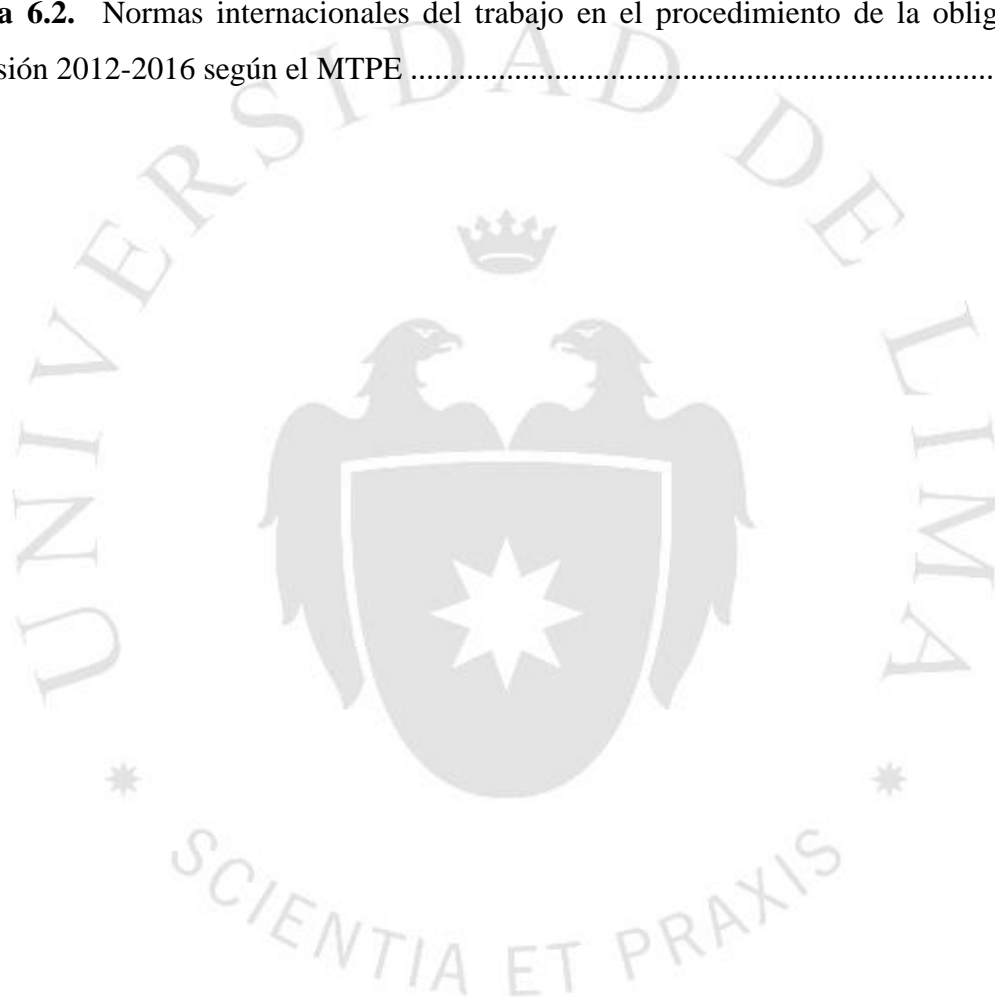 a 6.2. Normas internacionales del trabajo en el procedimiento de la oblig
sión 2012-2016 según el MTPE ........................................................................
UNIVERSIDAD DE LIMA
SCIENTIA ET PRAXIS